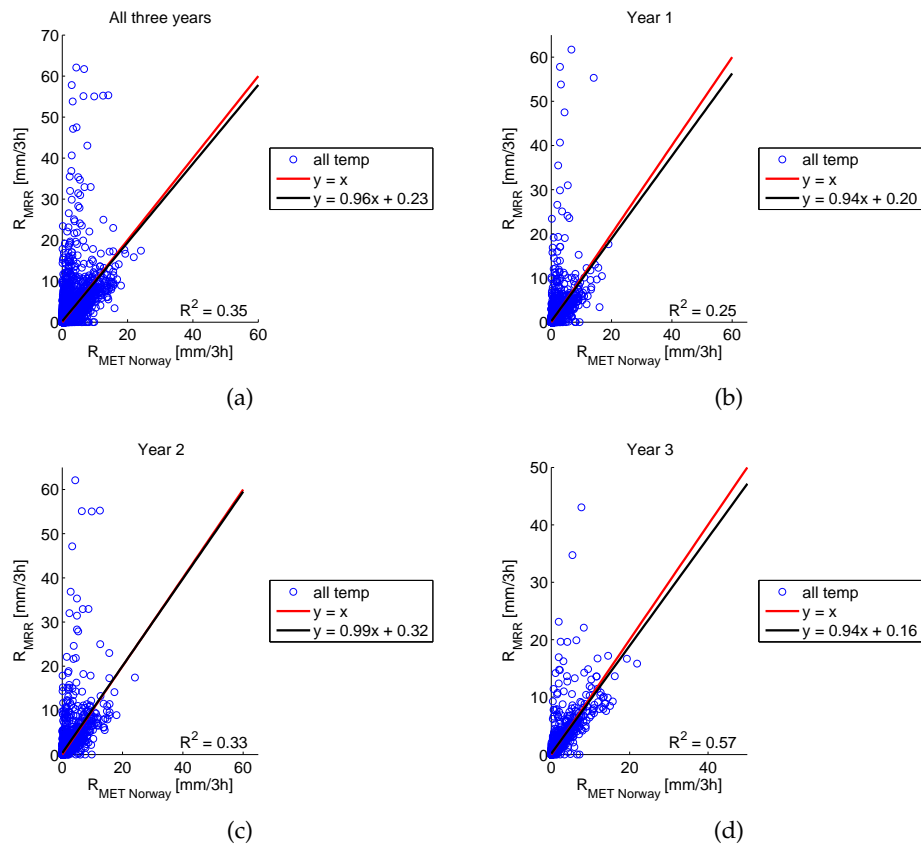 All three years
70
60
50
40
30
20
10
0
R_MRR [mm/3h]
0 20 40 60
R_MET Norway [mm/3h]
R^2 = 0.35
all temp
y = x
y = 0.96x + 0.23
(a)
Year 1
60
50
40
30
20
10
0
R_MRR [mm/3h]
0 20 40 60
R_MET Norway [mm/3h]
R^2 = 0.25
all temp
y = x
y = 0.94x + 0.20
(b)
Year 2
60
50
40
30
20
10
0
R_MRR [mm/3h]
0 20 40 60
R_MET Norway [mm/3h]
R^2 = 0.33
all temp
y = x
y = 0.99x + 0.32
(c)
Year 3
50
40
30
20
10
0
R_MRR [mm/3h]
0 20 40
R_MET Norway [mm/3h]
R^2 = 0.57
all temp
y = x
y = 0.94x + 0.16
(d)